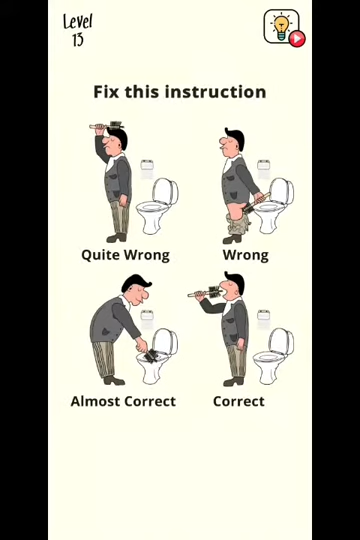 Level
13
Fix this instruction
Quite Wrong
Wrong
Almost Correct
Correct